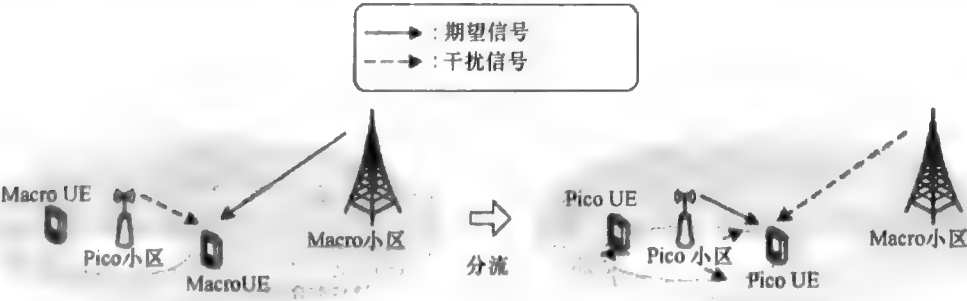 ：期望信号
：干扰信号
Macro UE
Pico小区
MacroUE
Macro小区
分流
Pico UE
Pico 小区
Pico UE
Macro小区